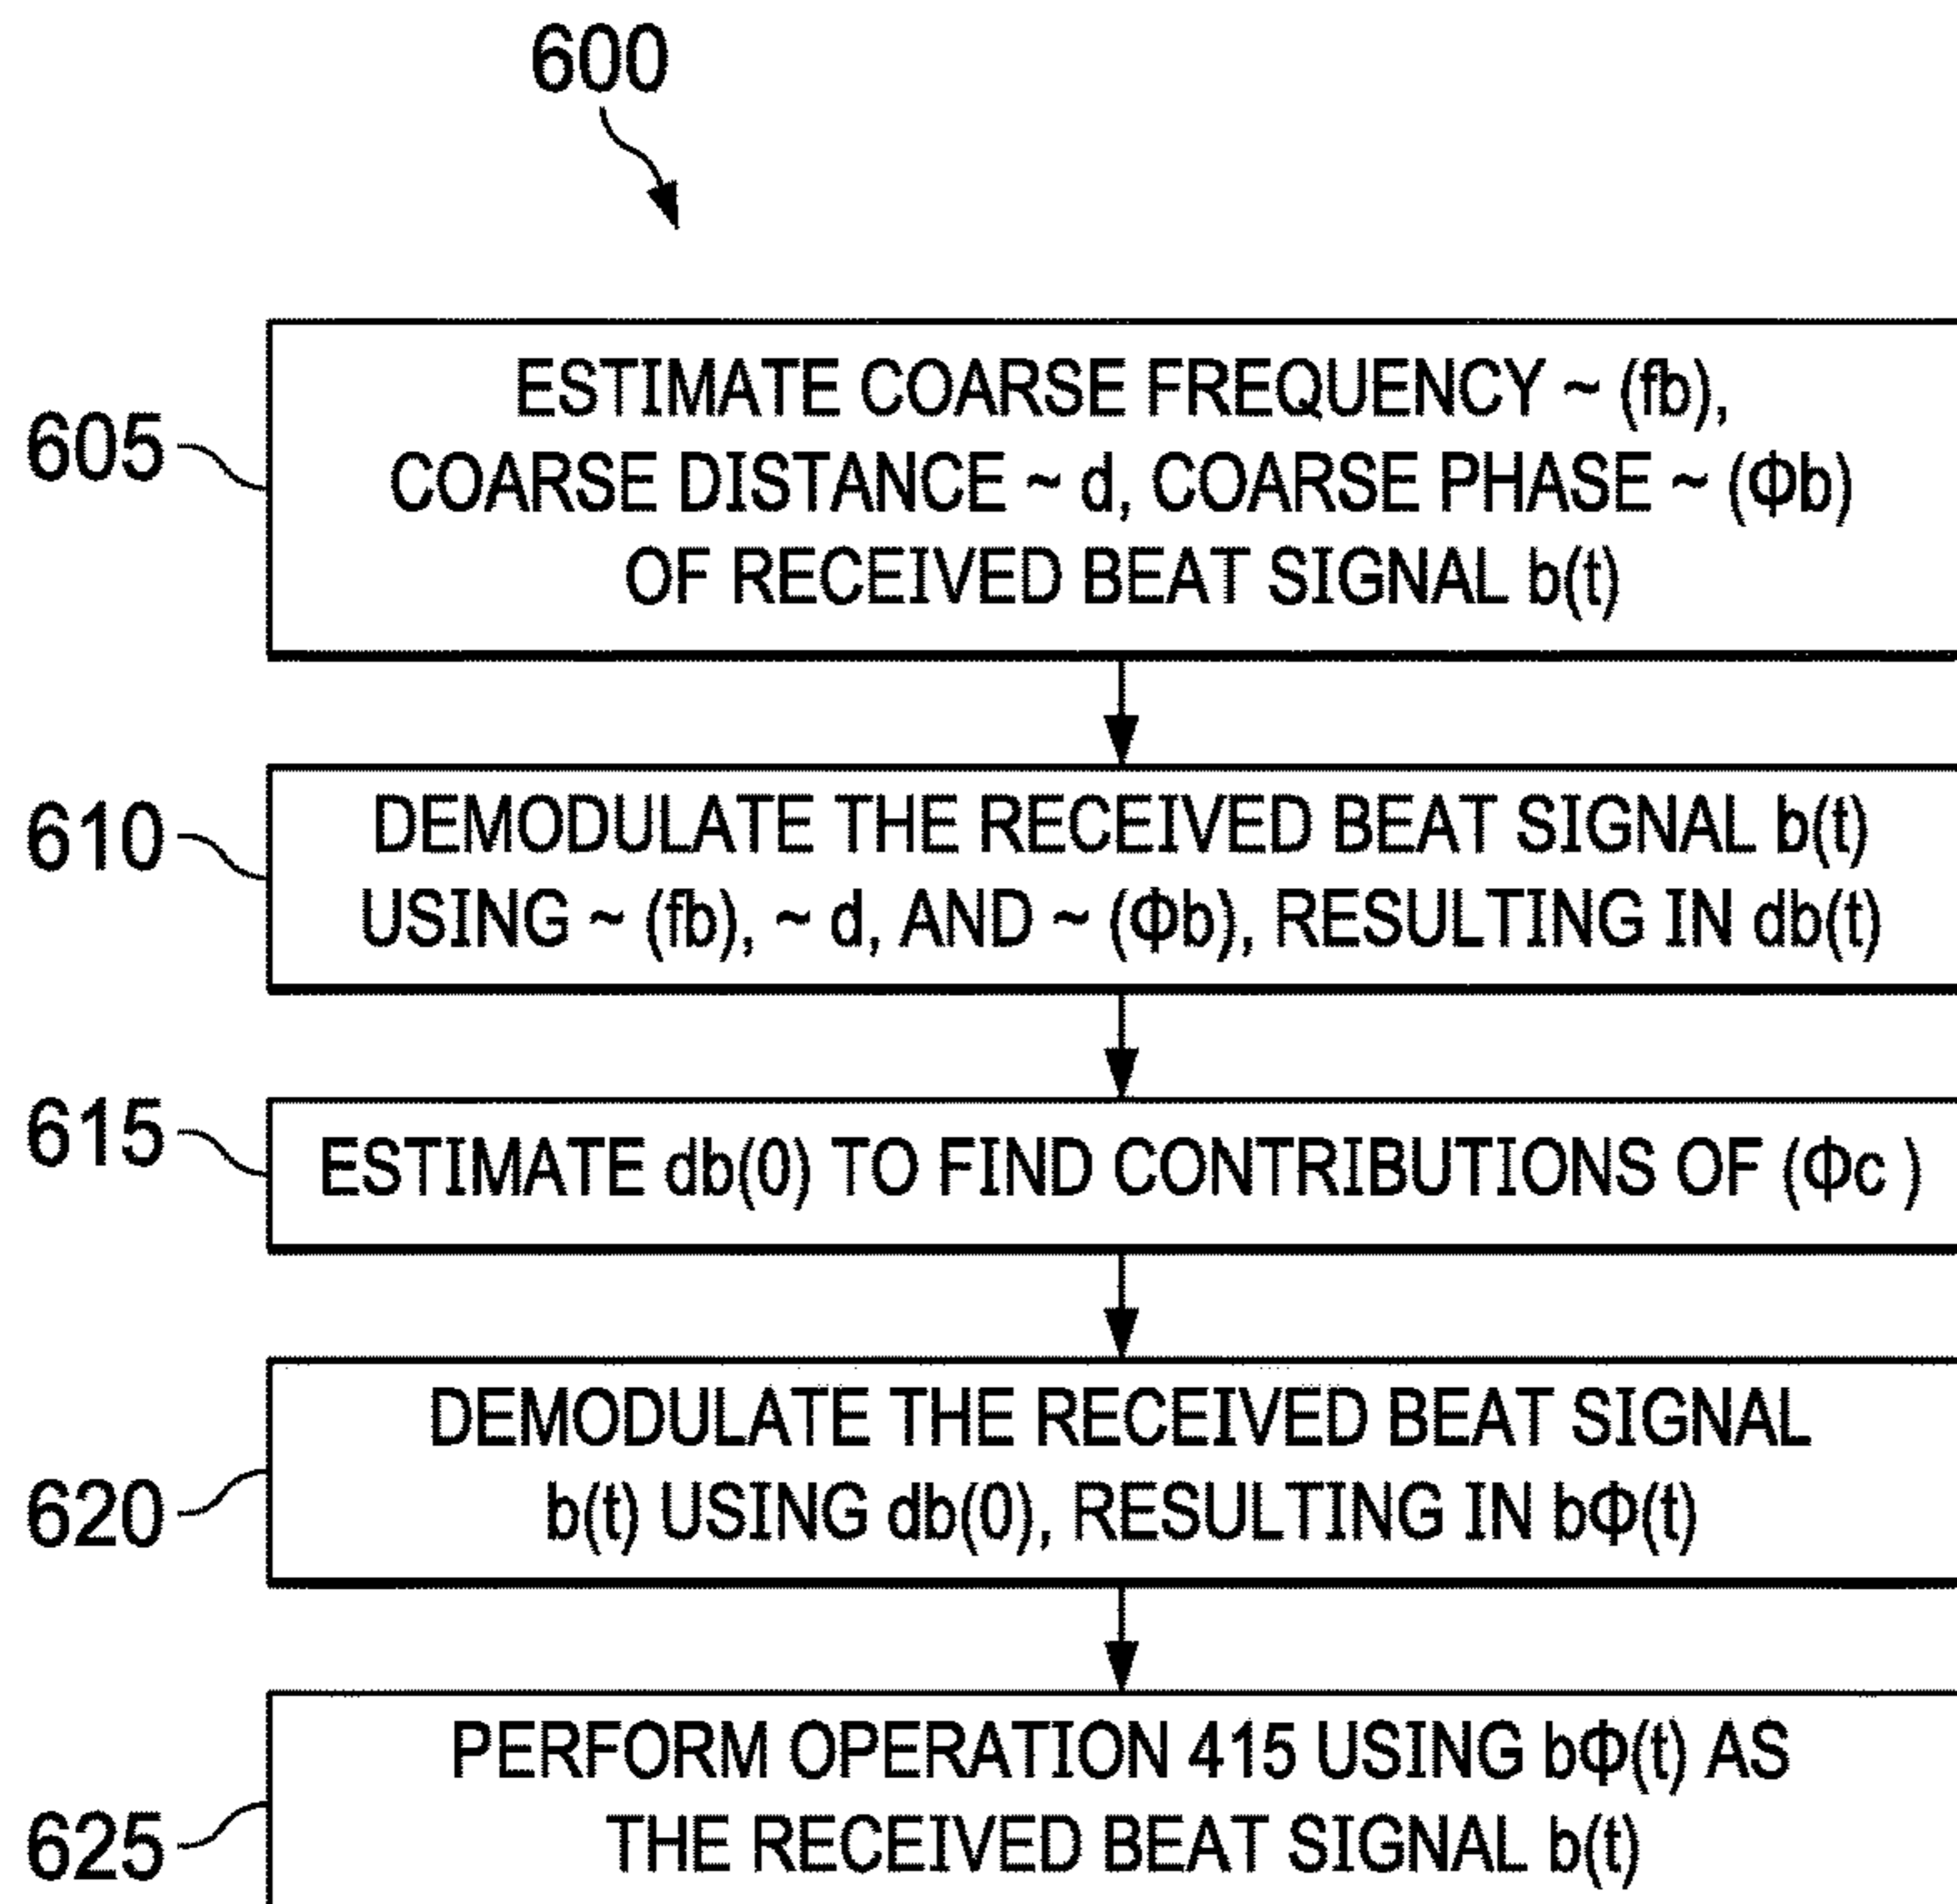 600
605
ESTIMATE COARSE FREQUENCY ~ (fb),
COARSE DISTANCE ~ d, COARSE PHASE ~ (Φb)
OF RECEIVED BEAT SIGNAL b(t)
610
DEMODULATE THE RECEIVED BEAT SIGNAL b(t)
USING ~ (fb), ~ d, AND ~ (Φb), RESULTING IN db(t)
615
ESTIMATE db(0) TO FIND CONTRIBUTIONS OF (Φc )
620
DEMODULATE THE RECEIVED BEAT SIGNAL
b(t) USING db(0), RESULTING IN bΦ(t)
625
PERFORM OPERATION 415 USING bΦ(t) AS
THE RECEIVED BEAT SIGNAL b(t)